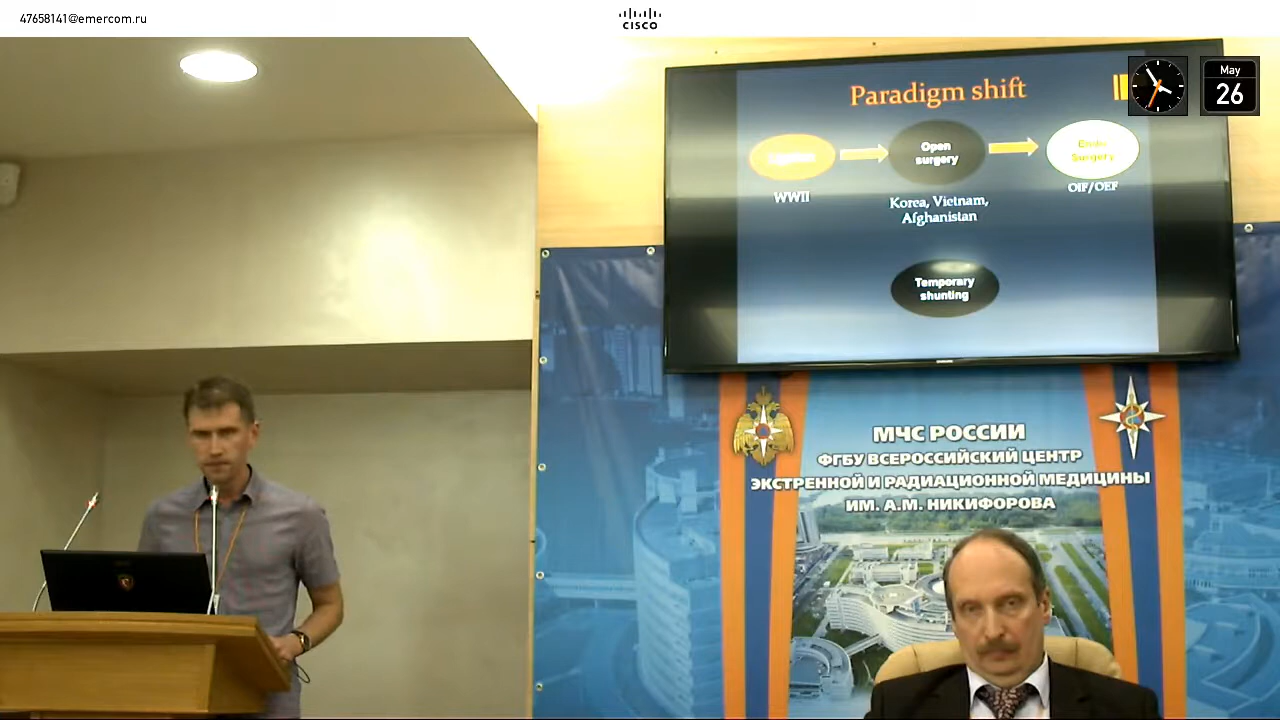 47658141@emercom.ru
CISCO
May
26
Paradigm shift
Open
surgery
Surgery
WWII
OIF/OEF
Korea, Vietnam,
Afghanistan
Temporary
shunting
МЧС РОССИИ
ФГБУ ВСЕРОССИЙСКИЙ ЦЕНТР
ЭКСТРЕННОЙ И РАДИАЦИОННОЙ МЕДИЦИНЫ
ИМ. А.М. НИКИФОРОВА